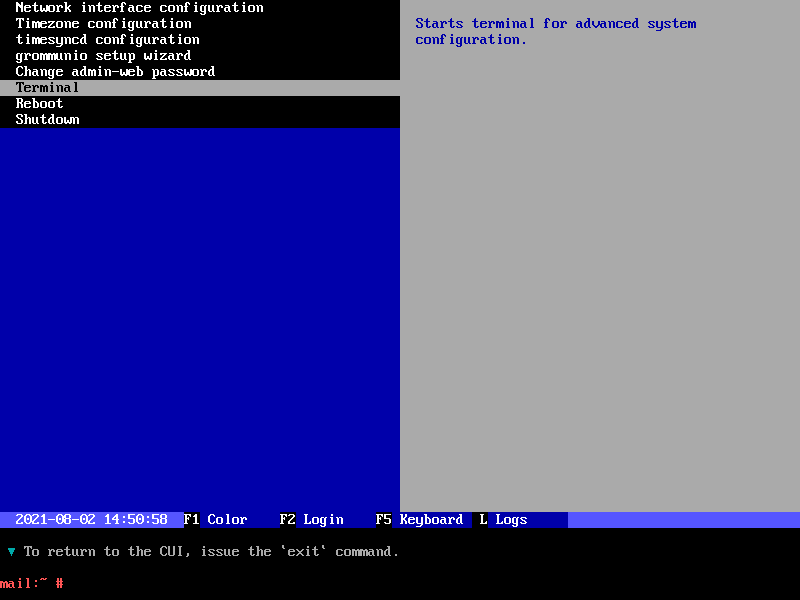 Network interface configuration
Timezone configuration
timesyncd configuration
grommunio setup wizard
Change admin-web password
Terminal
Reboot
Shutdown
Starts terminal for advanced system
configuration.
2021-08-02 14:50:58 F1 Color F2 Login F5 Keyboard L Logs
▼ To return to the CUI, issue the `exit` command.
mail:~ #